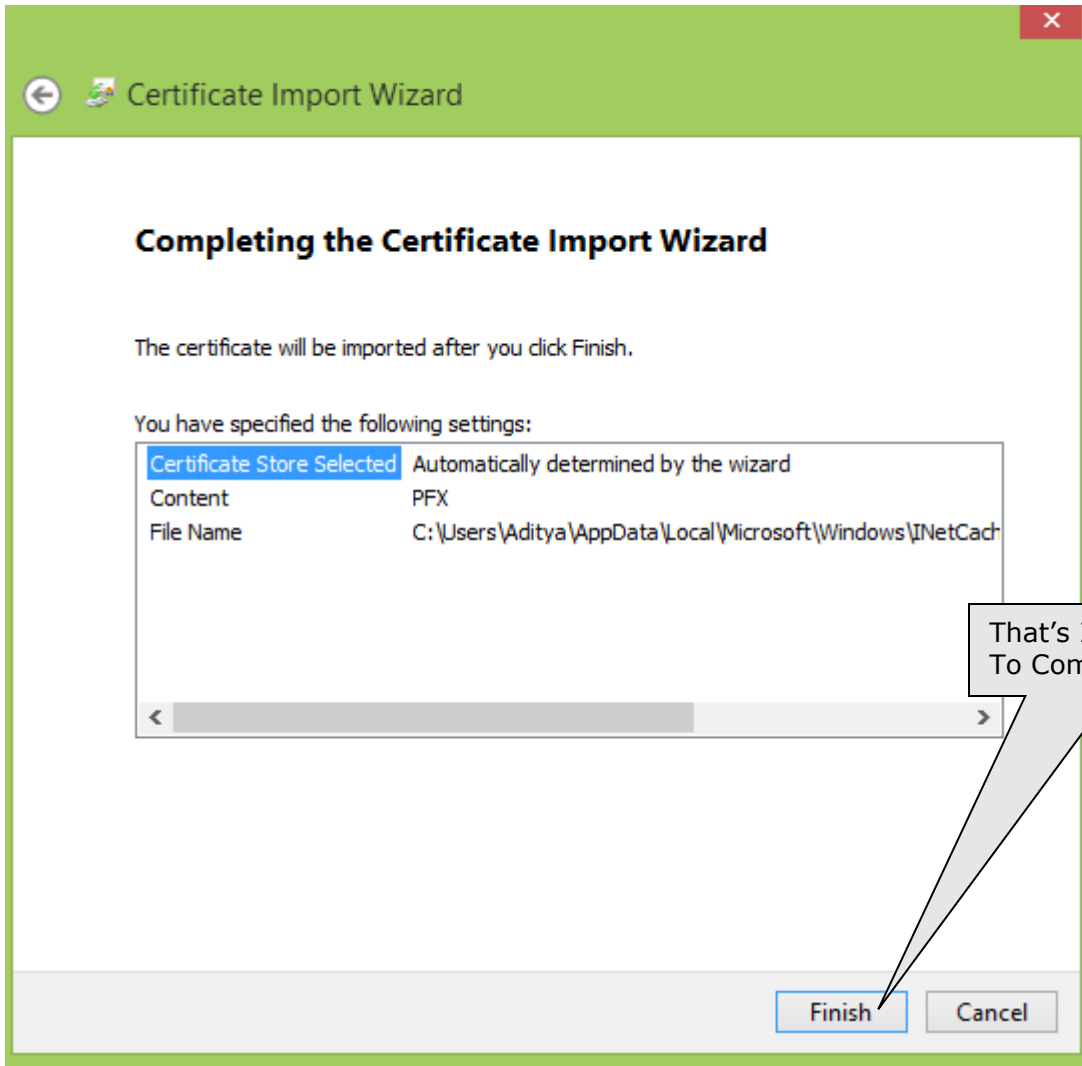 Certificate Import Wizard
Completing the Certificate Import Wizard
The certificate will be imported after you click Finish.
You have specified the following settings:
Certificate Store Selected Automatically determined by the wizard
Content PFX
File Name C:\Users\Aditya\AppData\Local\Microsoft\Windows\INetCach
That's
To
Finish Cancel